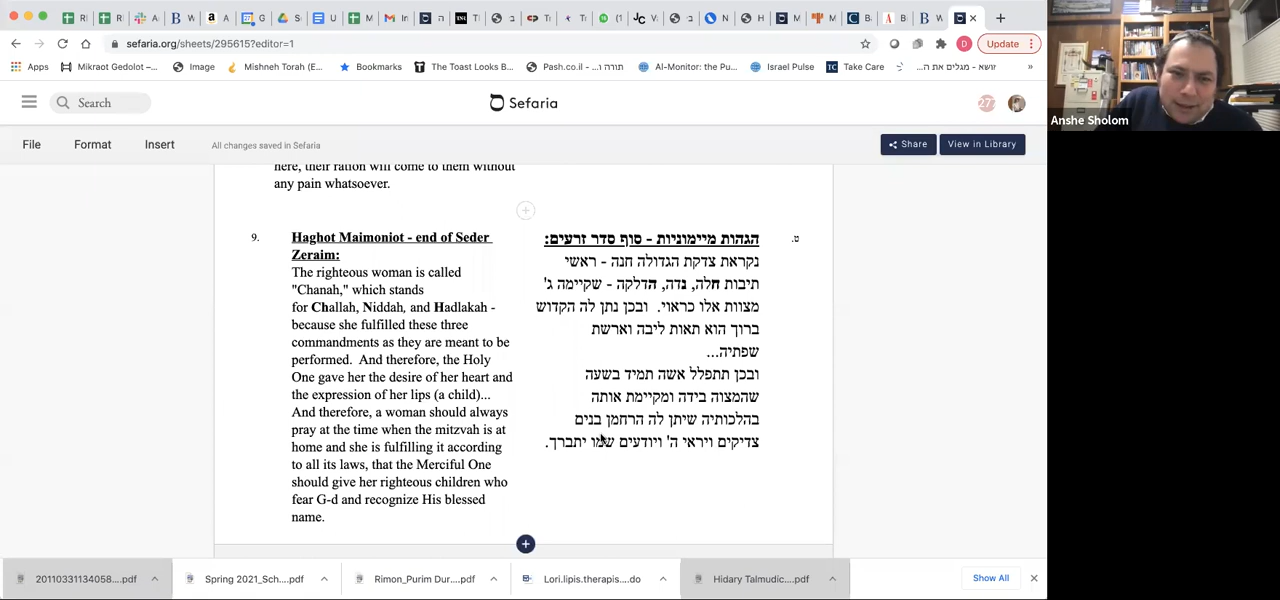 sefaria.org/sheets/295615?editor=1
Update
Apps
Mikraot Gedolot –...
Image
Mishneh Torah (E...
Bookmarks
The Toast Looks B...
Pash.co.il - תורה ו...
Al-Monitor: the Pu...
Israel Pulse
Take Care
זושא - מגלים את ה...
Search
Sefaria
Anshe Sholom
File
Format
Insert
All changes saved in Sefaria
Share
View in Library
here, their ration will come to them without
any pain whatsoever.
9.
Haghot Maimoniot - end of Seder
Zeraim:
The righteous woman is called
"Chanah," which stands
for Challah, Niddah, and Hadlakah -
because she fulfilled these three
commandments as they are meant to be
performed. And therefore, the Holy
One gave her the desire of her heart and
the expression of her lips (a child)...
And therefore, a woman should always
pray at the time when the mitzvah is at
home and she is fulfilling it according
to all its laws, that the Merciful One
should give her righteous children who
fear G-d and recognize His blessed
name.
ט.
הגהות מיימוניות - סוף סדר זרעים:
נקראת צדקת הגדולה חנה - ראשי
תיבות חלה, נדה, הדלקה - שקיימה ג'
מצוות אלו כראוי. ובכן נתן לה הקדוש
ברוך הוא תאות ליבה וארשת
שפתיה...
ובכן תתפלל אשה תמיד בשעה
שהמצוה בידה ומקיימת אותה
בהלכותיה שיתן לה הרחמן בנים
צדיקים ויראי ה' ויודעים שמו יתברך.
20110331134058....pdf
Spring 2021_Sch....pdf
Rimon_Purim Dur....pdf
Lori.lipis.therapis....do
Hidary Talmudic....pdf
Show All